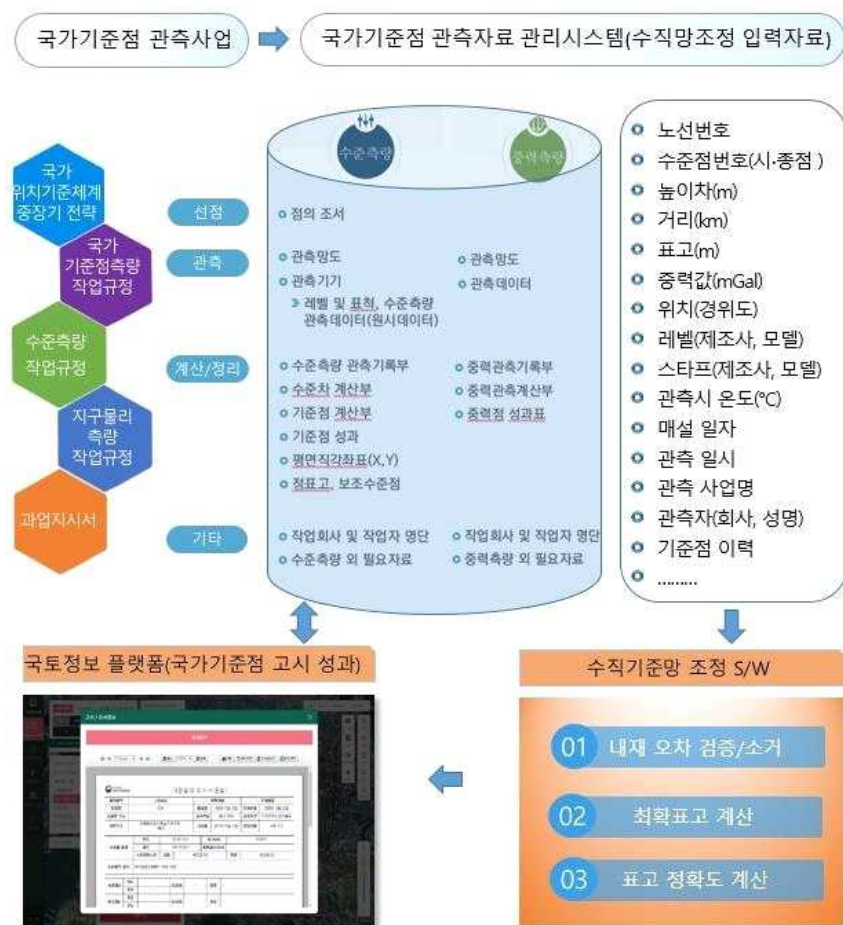 국가기준점 관측사업
국가기준점 관측자료 관리시스템(수직망조정 입력자료)
국가
위치기준체계
중장기 전략
국가
기준점측량
작업규정
수준측량
작업규정
지구물리
측량
작업규정
과업지시서
선점
관측
계산/정리
기타
수준측량
중력측량
점의 조서
관측망도
관측기기
레벨 및 표척, 수준측량
관측데이터(원시데이터)
관측망도
관측데이터
수준측량 관측기록부
수준차 계산부
기준점 계산부
기준점 성과
평면직각좌표(X,Y)
정표고, 보조수준점
중력관측기록부
중력관측계산부
중력점 성과표
작업회사 및 작업자 명단
수준측량 외 필요자료
작업회사 및 작업자 명단
중력측량 외 필요자료
노선번호
수준점번호(시·종점 )
높이차(m)
거리(km)
표고(m)
중력값(mGal)
위치(경위도)
레벨(제조사, 모델)
스타프(제조사, 모델)
관측시 온도(℃)
매설 일자
관측 일시
관측 사업명
관측자(회사, 성명)
기준점 이력
………
국토정보 플랫폼(국가기준점 고시 성과)
수직기준망 조정 S/W
01 내재 오차 검증/소거
02 최확표고 계산
03 표고 정확도 계산